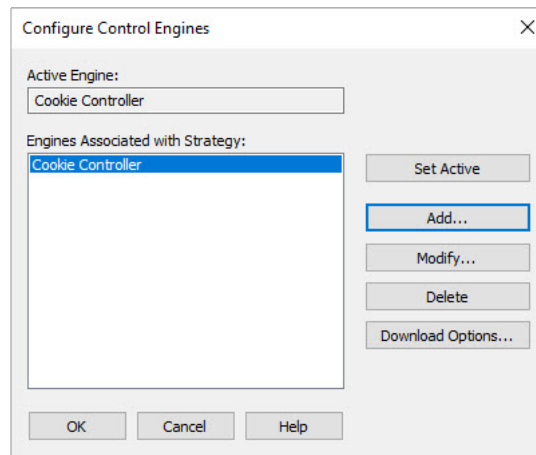 Configure Control Engines
Active Engine:
Cookie Controller
Engines Associated with Strategy:
Cookie Controller
Set Active
Add...
Modify...
Delete
Download Options...
OK
Cancel
Help